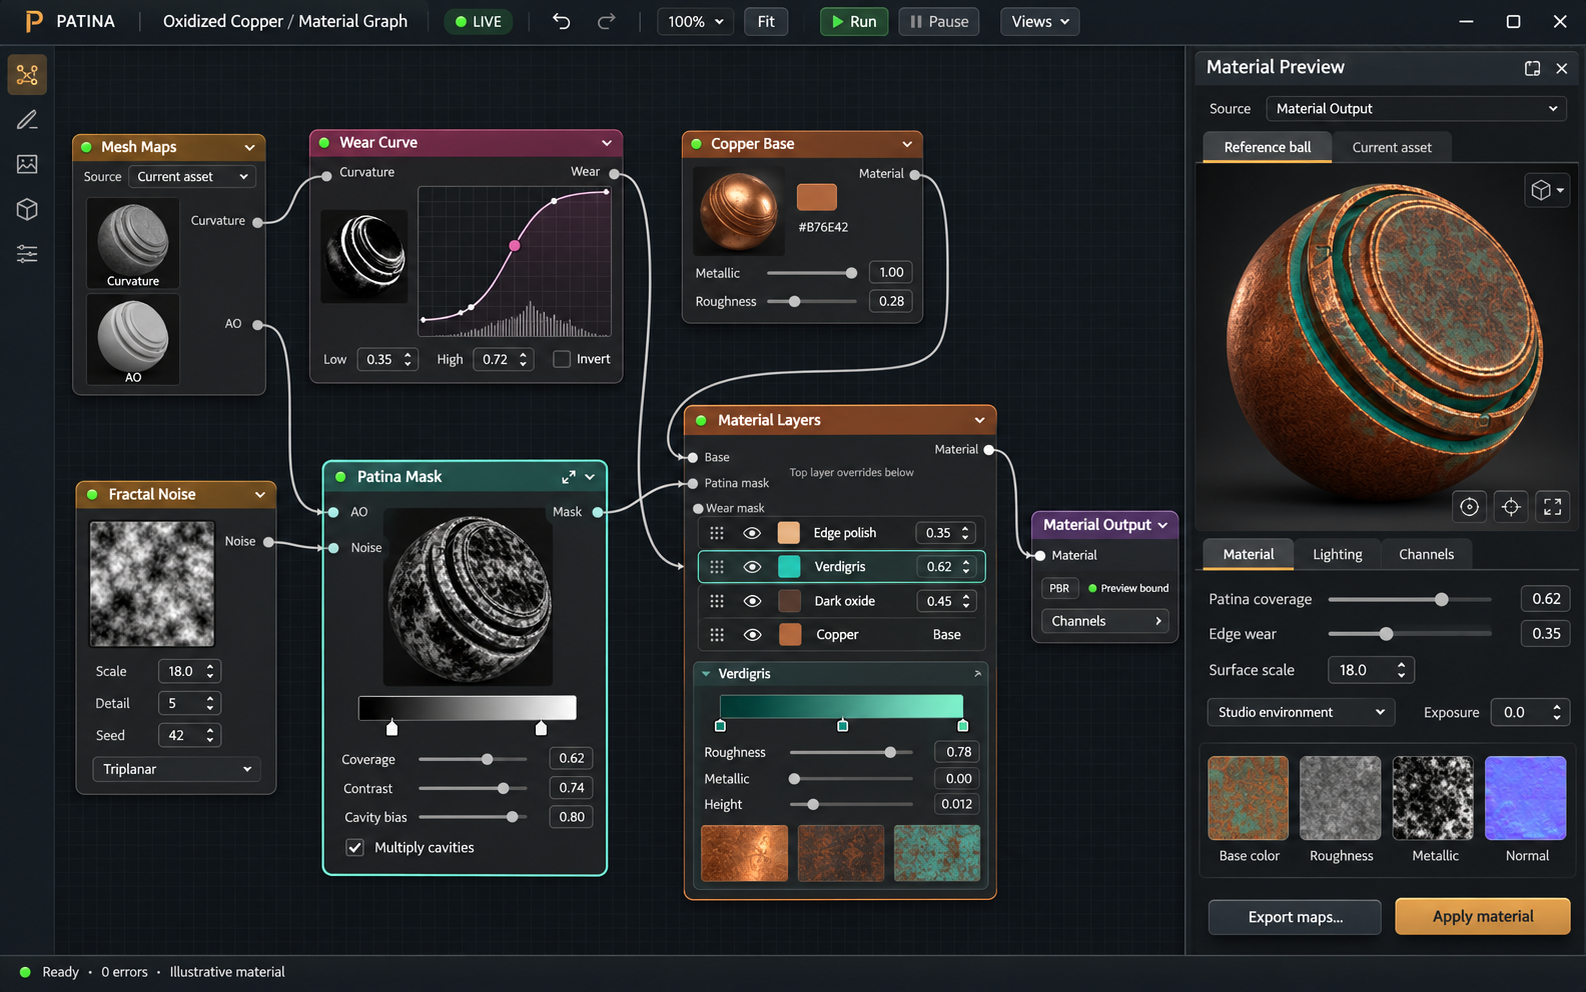 PATINA
Oxidized Copper / Material Graph
LIVE
100%
Fit
Run
Pause
Views
Mesh Maps
Source
Current asset
Curvature
Curvature
AO
AO
Wear Curve
Curvature
Wear
Low
0.35
High
0.72
Invert
Copper Base
Material
#B76E42
Metallic
1.00
Roughness
0.28
Fractal Noise
Noise
Scale
18.0
Detail
5
Seed
42
Triplanar
Patina Mask
AO
Mask
Noise
Coverage
0.62
Contrast
0.74
Cavity bias
0.80
Multiply cavities
Material Layers
Material
Base
Top layer overrides below
Patina mask
Wear mask
Edge polish
0.35
Verdigris
0.62
Dark oxide
0.45
Copper
Base
Verdigris
Roughness
0.78
Metallic
0.00
Height
0.012
Material Output
Material
PBR
Preview bound
Channels
Material Preview
Source
Material Output
Reference ball
Current asset
Material
Lighting
Channels
Patina coverage
0.62
Edge wear
0.35
Surface scale
18.0
Studio environment
Exposure
0.0
Base color
Roughness
Metallic
Normal
Export maps...
Apply material
Ready • 0 errors • Illustrative material